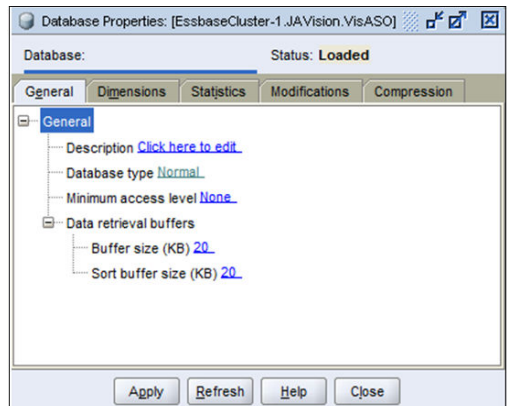 Database Properties: [EssbaseCluster-1.JAVision.VisASO]
Database: Status: Loaded
General Dimensions Statistics Modifications Compression
General
Description Click here to edit
Database type Normal
Minimum access level None
Data retrieval buffers
Buffer size (KB) 20
Sort buffer size (KB) 20
Apply Refresh Help Close